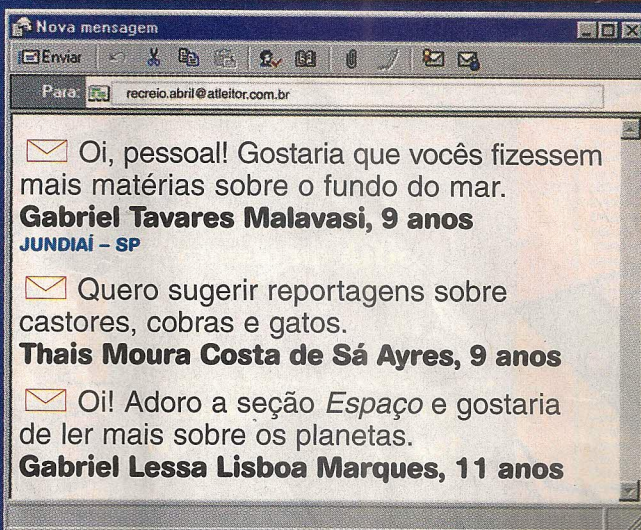 Nova mensagem
Enviar
Para: recreio.abril@atleitor.com.br
Oi, pessoal! Gostaria que vocês fizessem
mais matérias sobre o fundo do mar.
Gabriel Tavares Malavasi, 9 anos
JUNDIAÍ – SP
Quero sugerir reportagens sobre
castores, cobras e gatos.
Thais Moura Costa de Sá Ayres, 9 anos
Oi! Adoro a seção Espaço e gostaria
de ler mais sobre os planetas.
Gabriel Lessa Lisboa Marques, 11 anos